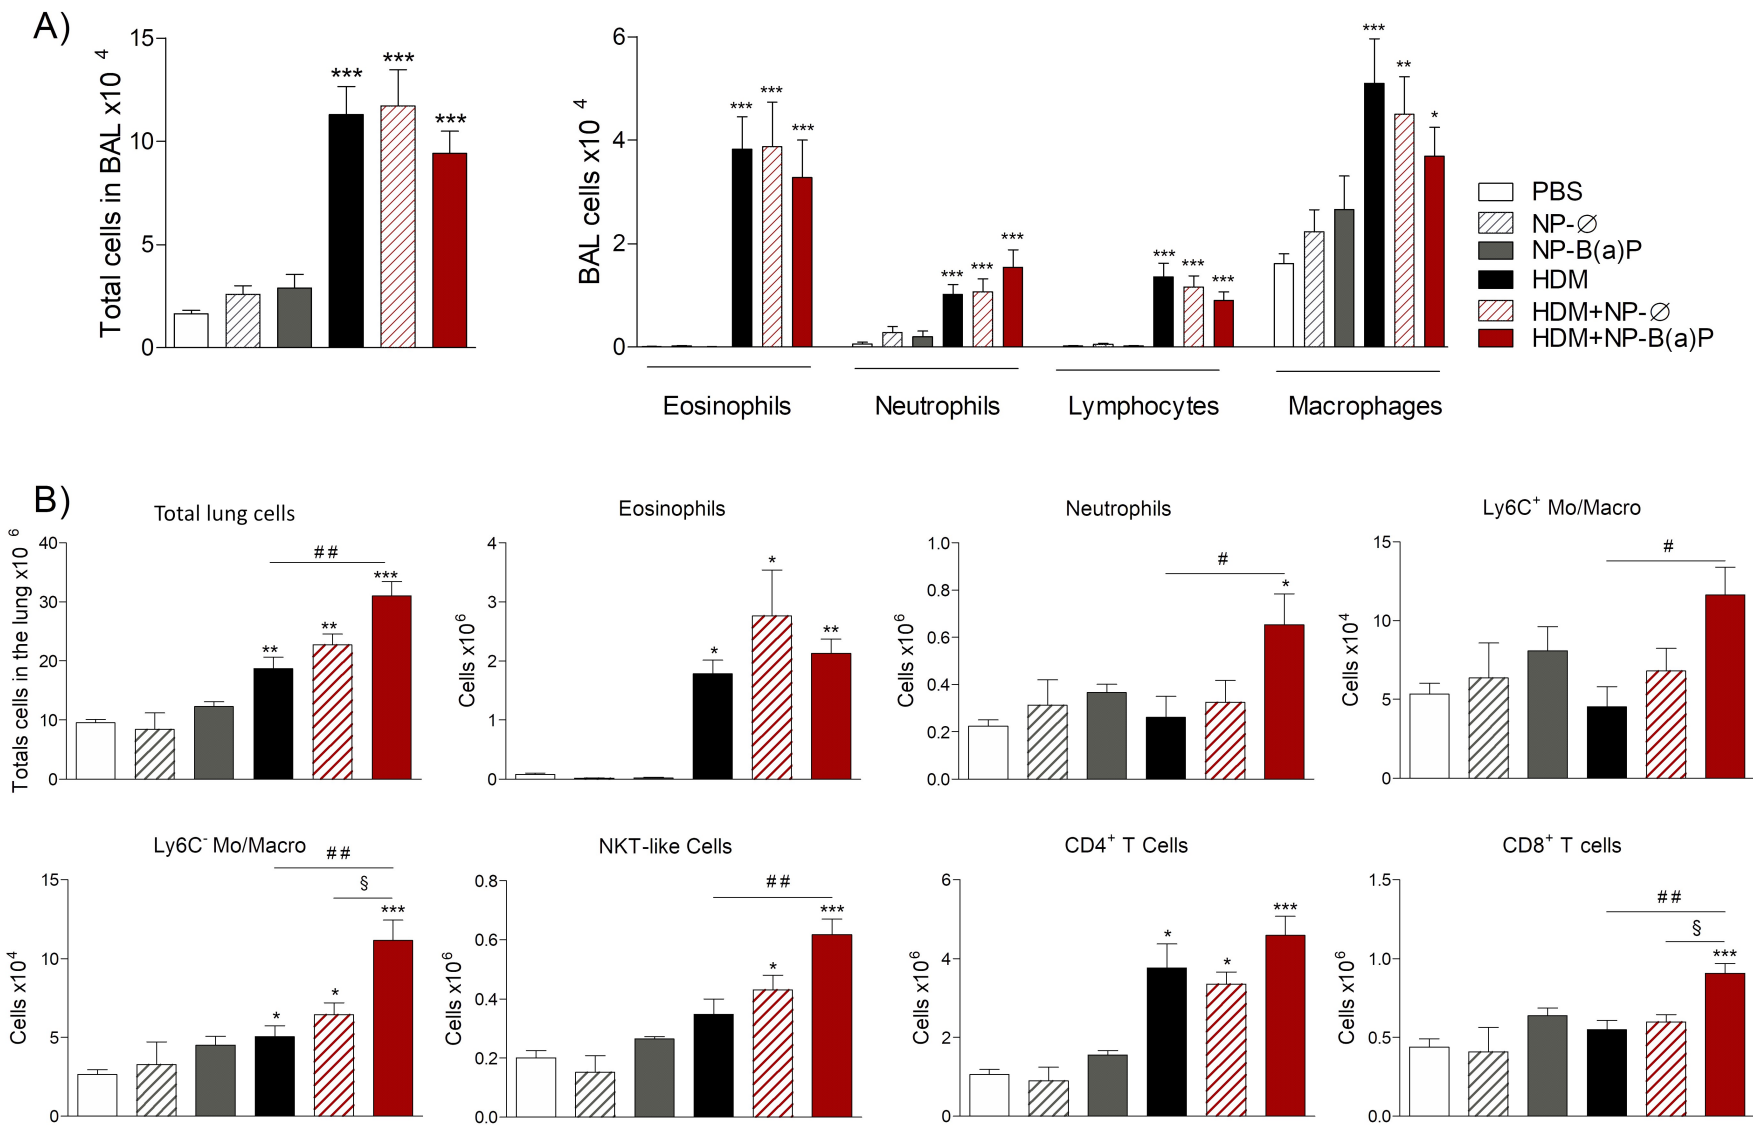 A)
Total cells in BAL x10 4
15
10
5
0
***
***
***
BAL cells x10 4
6
4
2
0
***
***
***
***
***
***
***
***
***
***
**
*
Eosinophils
Neutrophils
Lymphocytes
Macrophages
PBS
NP-∅
NP-B(a)P
HDM
HDM+NP-∅
HDM+NP-B(a)P
B)
Total lung cells
Totals cells in the lung x10 6
40
30
20
10
0
**
**
***
##
Eosinophils
Cells x10⁶
4
3
2
1
0
*
*
**
Neutrophils
Cells x10⁶
1.0
0.8
0.6
0.4
0.2
0.0
#
*
Ly6C⁺ Mo/Macro
Cells x10⁴
15
10
5
0
#
Ly6C⁻ Mo/Macro
Cells x10⁴
15
10
5
0
##
§
*
*
***
NKT-like Cells
Cells x10⁶
0.8
0.6
0.4
0.2
0.0
##
*
***
CD4⁺ T Cells
Cells x10⁶
6
4
2
0
*
*
***
CD8⁺ T cells
Cells x10⁶
1.5
1.0
0.5
0.0
##
§
***